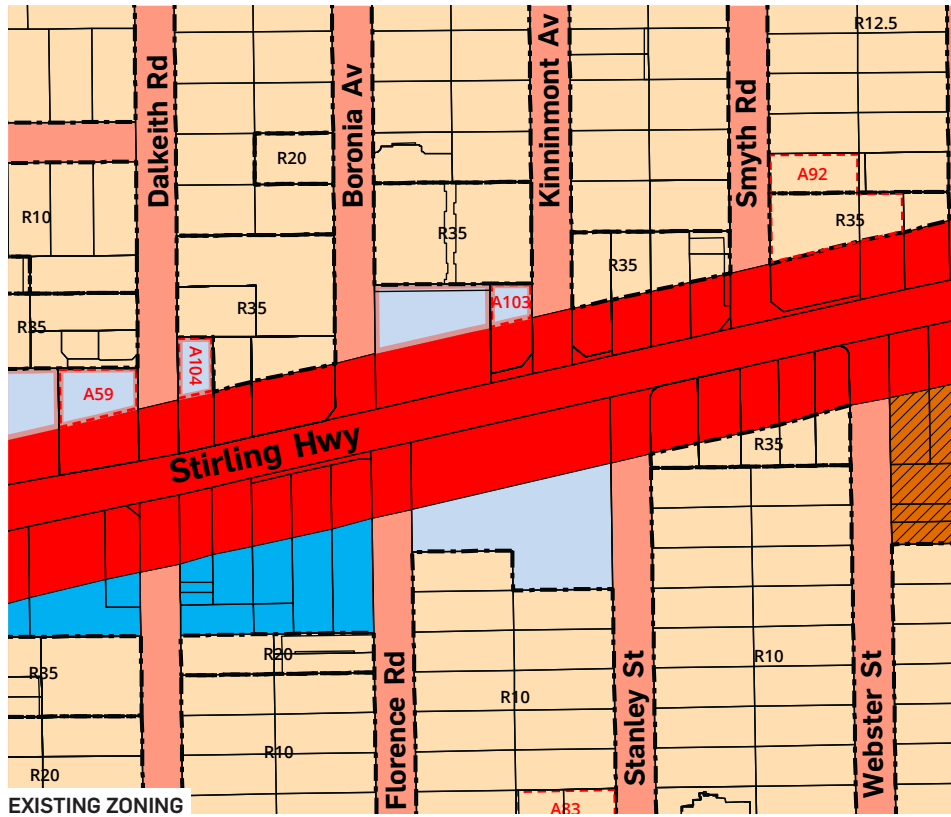 R12.5
Dalkeith Rd
Boronia Av
Kinninmont Av
Smyth Rd
R20
A92
R10
R35
R35
R35
A103
R35
R35
A104
A59
Stirling Hwy
R35
R20
R35
R10
R10
R10
Florence Rd
Stanley St
Webster St
R20
A83
EXISTING ZONING